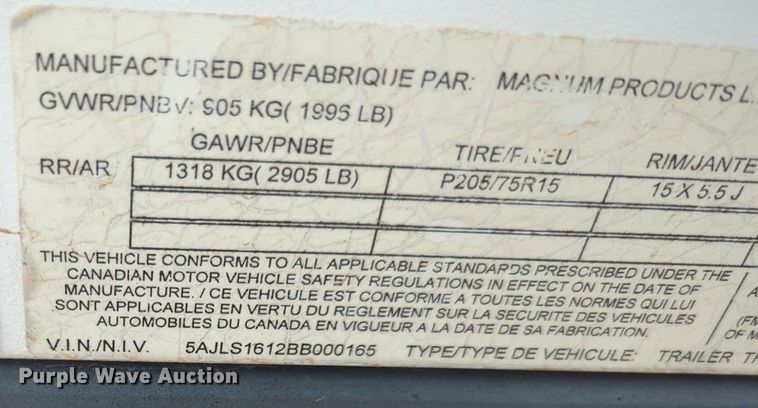 MANUFACTURED BY/FABRIQUE PAR: MAGNUM PRODUCTS L
GVWR/PNBV: 905 KG( 1995 LB)
GAWR/PNBE TIRE/PNEU RIM/JANTE
RR/AR 1318 KG( 2905 LB) P205/75R15 15 X 5.5 J
THIS VEHICLE CONFORMS TO ALL APPLICABLE STANDARDS PRESCRIBED UNDER THE
CANADIAN MOTOR VEHICLE SAFETY REGULATIONS IN EFFECT ON THE DATE OF
MANUFACTURE. / CE VEHICULE EST CONFORME A TOUTES LES NORMES QUI LUI
SONT APPLICABLES EN VERTU DU REGLEMENT SUR LA SECURITE DES VEHICULES
AUTOMOBILES DU CANADA EN VIGUEUR A LA DATE DE SA FABRICATION.
A
(FM
OF M
V.I.N./N.I.V. 5AJLS1612BB000165 TYPE/TYPE DE VEHICULE: TRAILER
Purple Wave Auction